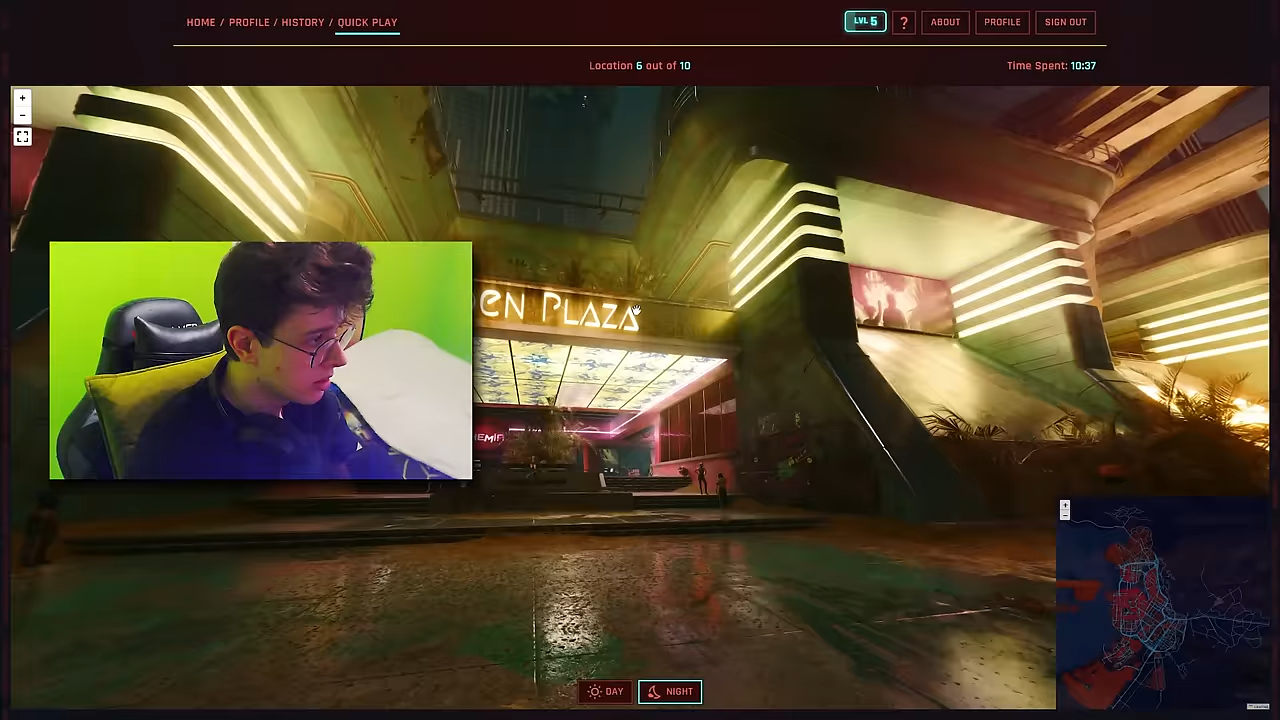 HOME / PROFILE / HISTORY / QUICK PLAY
LVL 5
?
ABOUT
PROFILE
SIGN OUT
Location 6 out of 10
Time Spent: 10:37
+
−
EN PLAZA
+
−
DAY
NIGHT